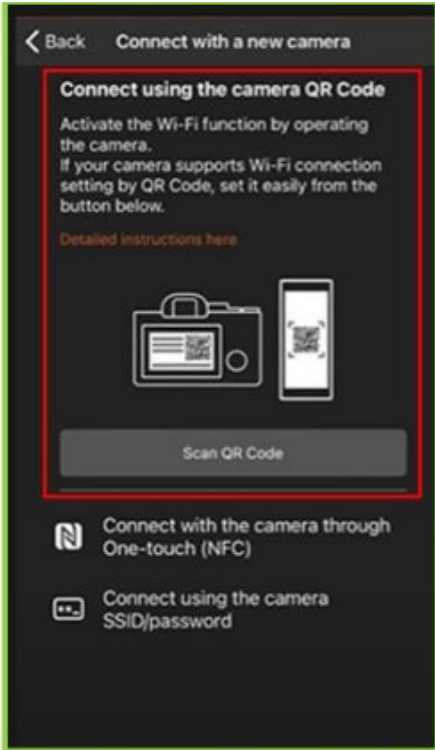 Back Connect with a new camera
Connect using the camera QR Code
Activate the Wi-Fi function by operating
the camera.
If your camera supports Wi-Fi connection
setting by QR Code, set it easily from the
button below.
Detailed instructions here
Scan QR Code
Connect with the camera through
One-touch (NFC)
Connect using the camera
SSID/password